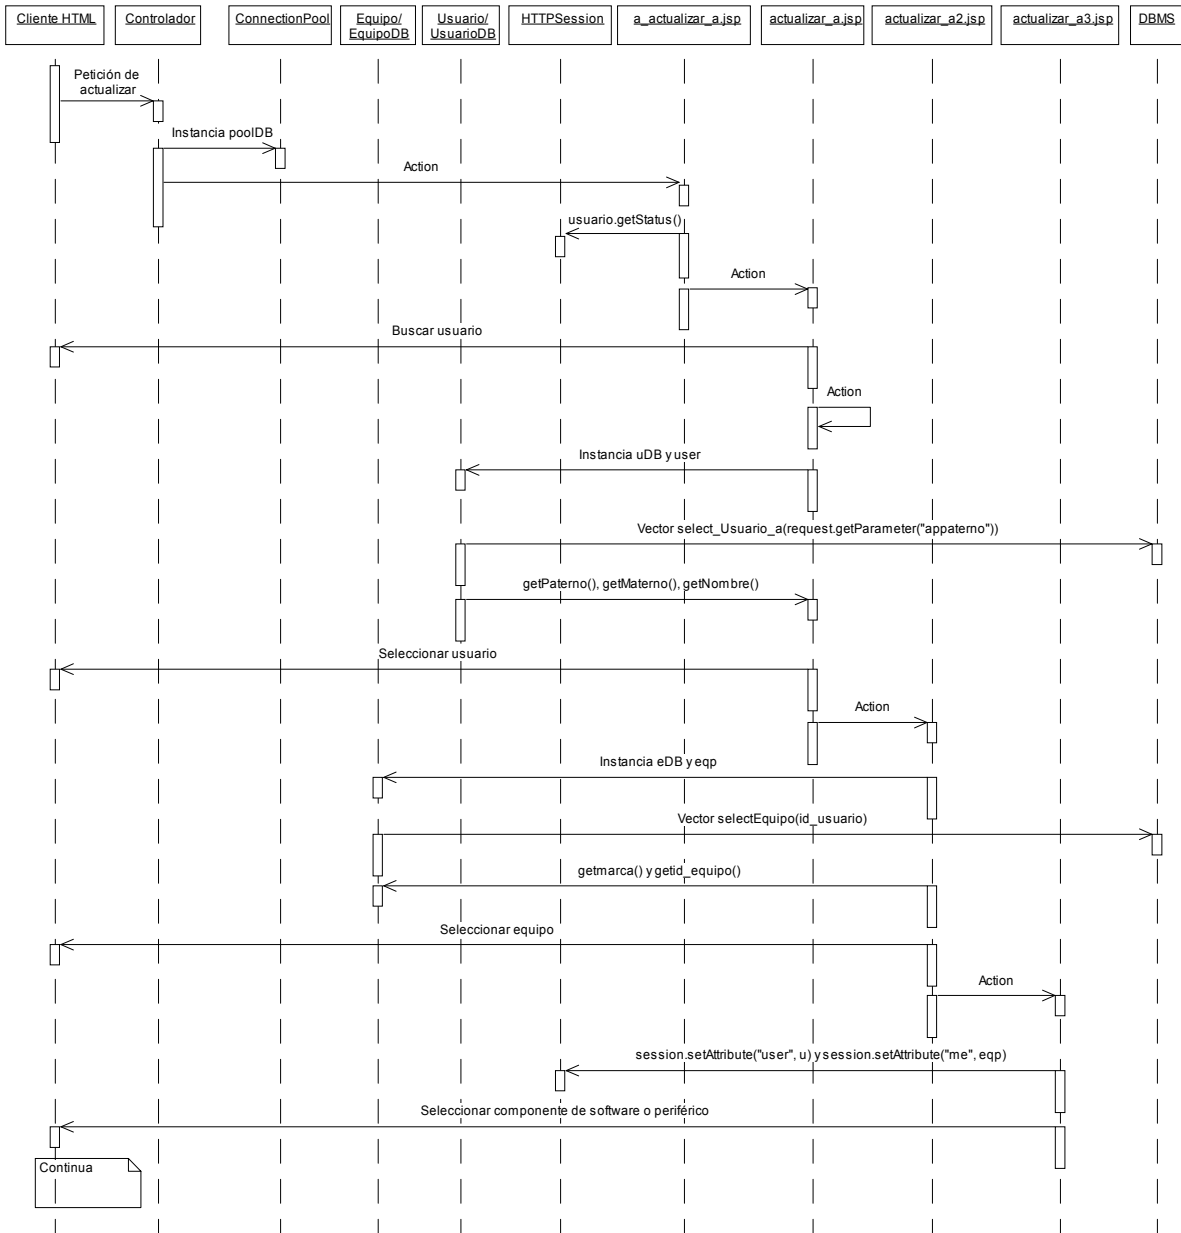 Cliente HTML
Controlador
ConnectionPool
Equipo/
EquipoDB
Usuario/
UsuarioDB
HTTPSession
a_actualizar_a.jsp
actualizar_a.jsp
actualizar_a2.jsp
actualizar_a3.jsp
DBMS
Petición de
actualizar
Instancia poolDB
Action
usuario.getStatus()
Action
Buscar usuario
Action
Instancia uDB y user
Vector select_Usuario_a(request.getParameter("appaterno"))
getPaterno(), getMaterno(), getNombre()
Seleccionar usuario
Action
Instancia eDB y eqp
Vector selectEquipo(id_usuario)
getmarca() y getid_equipo()
Seleccionar equipo
Action
session.setAttribute("user", u) y session.setAttribute("me", eqp)
Seleccionar componente de software o periférico
Continua